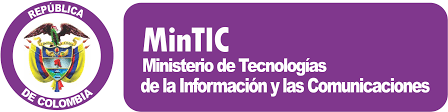 REPÚBLICA
DE COLOMBIA
MinTIC
Ministerio de Tecnologías
de la Información y las Comunicaciones